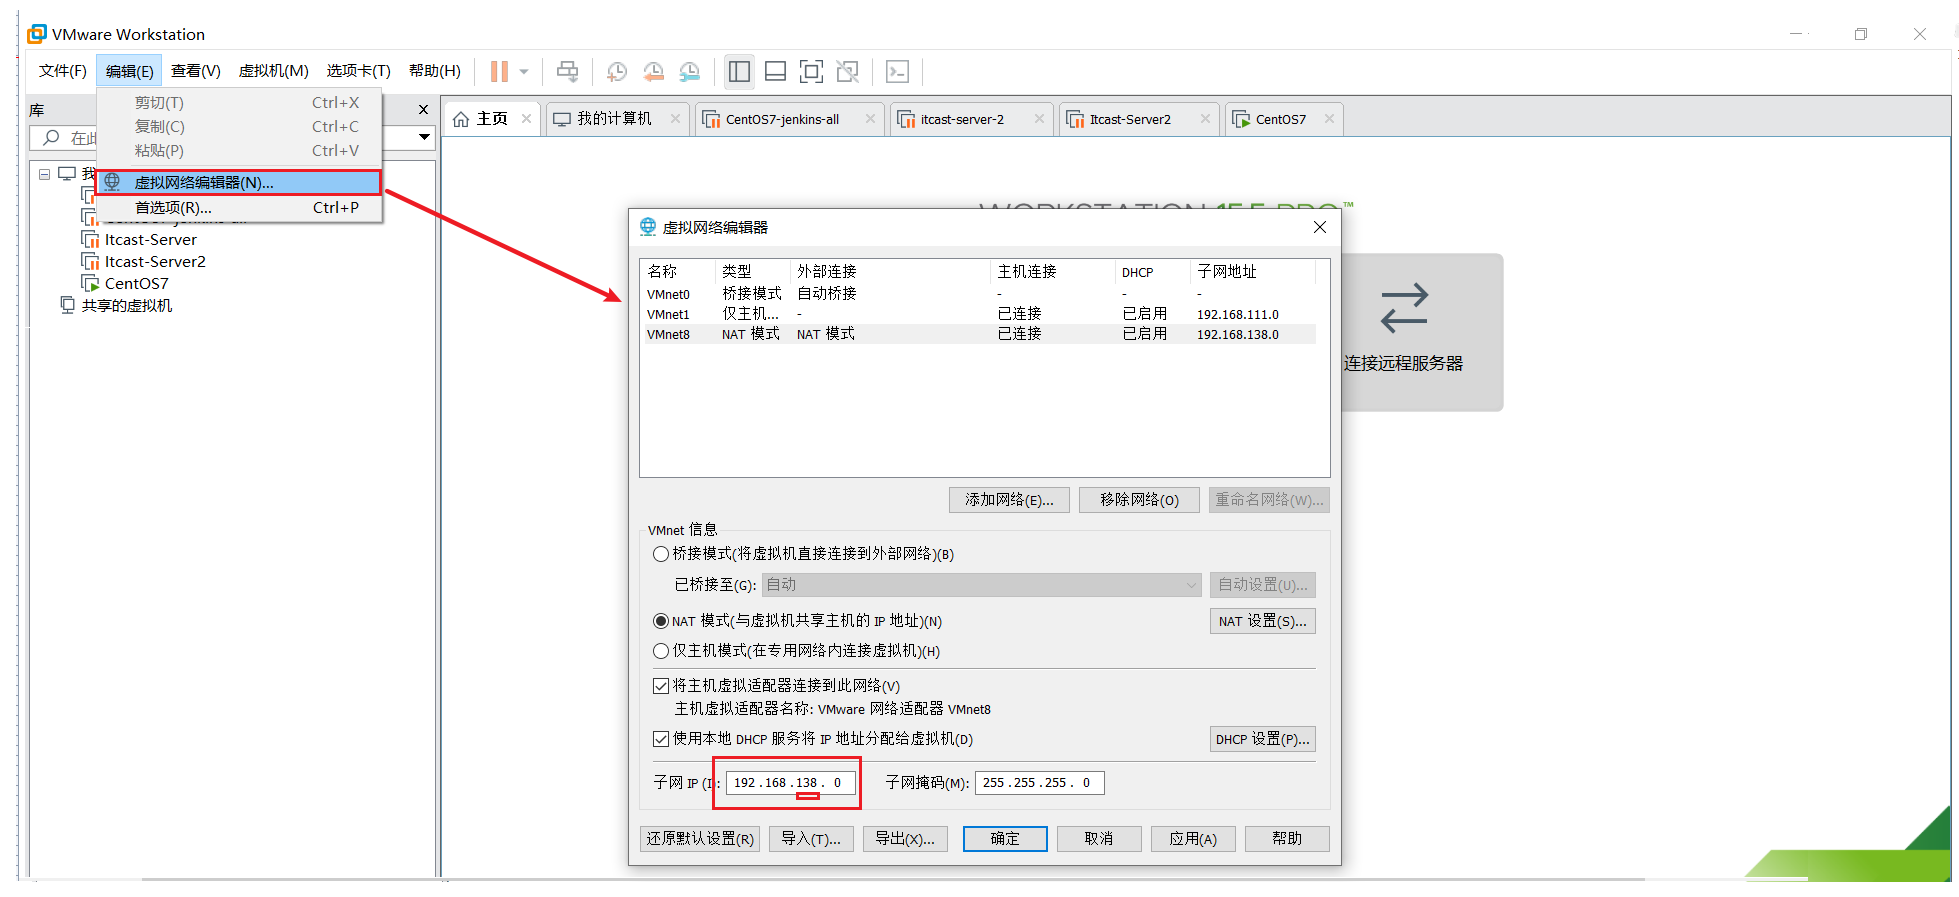 VMware Workstation
文件(F) 编辑(E) 查看(V) 虚拟机(M) 选项卡(T) 帮助(H)
库
剪切(T) Ctrl+X
复制(C) Ctrl+C
粘贴(P) Ctrl+V
虚拟网络编辑器(N)...
首选项(R)... Ctrl+P
在此
我
Itcast-Server
Itcast-Server2
CentOS7
共享的虚拟机
主页 我的计算机 CentOS7-jenkins-all itcast-server-2 Itcast-Server2 CentOS7
WORKSTATION 15.5 PRO™
连接远程服务器
虚拟网络编辑器
名称 类型 外部连接 主机连接 DHCP 子网地址
VMnet0 桥接模式 自动桥接 - - -
VMnet1 仅主机... - 已连接 已启用 192.168.111.0
VMnet8 NAT 模式 NAT 模式 已连接 已启用 192.168.138.0
添加网络(E)... 移除网络(O) 重命名网络(W)...
VMnet 信息
桥接模式(将虚拟机直接连接到外部网络)(B)
已桥接至(G): 自动 自动设置(U)...
NAT 模式(与虚拟机共享主机的 IP 地址)(N) NAT 设置(S)...
仅主机模式(在专用网络内连接虚拟机)(H)
将主机虚拟适配器连接到此网络(V)
主机虚拟适配器名称: VMware 网络适配器 VMnet8
使用本地 DHCP 服务将 IP 地址分配给虚拟机(D) DHCP 设置(P)...
子网 IP (I): 192.168.138. 0 子网掩码(M): 255.255.255. 0
还原默认设置(R) 导入(T)... 导出(X)... 确定 取消 应用(A) 帮助